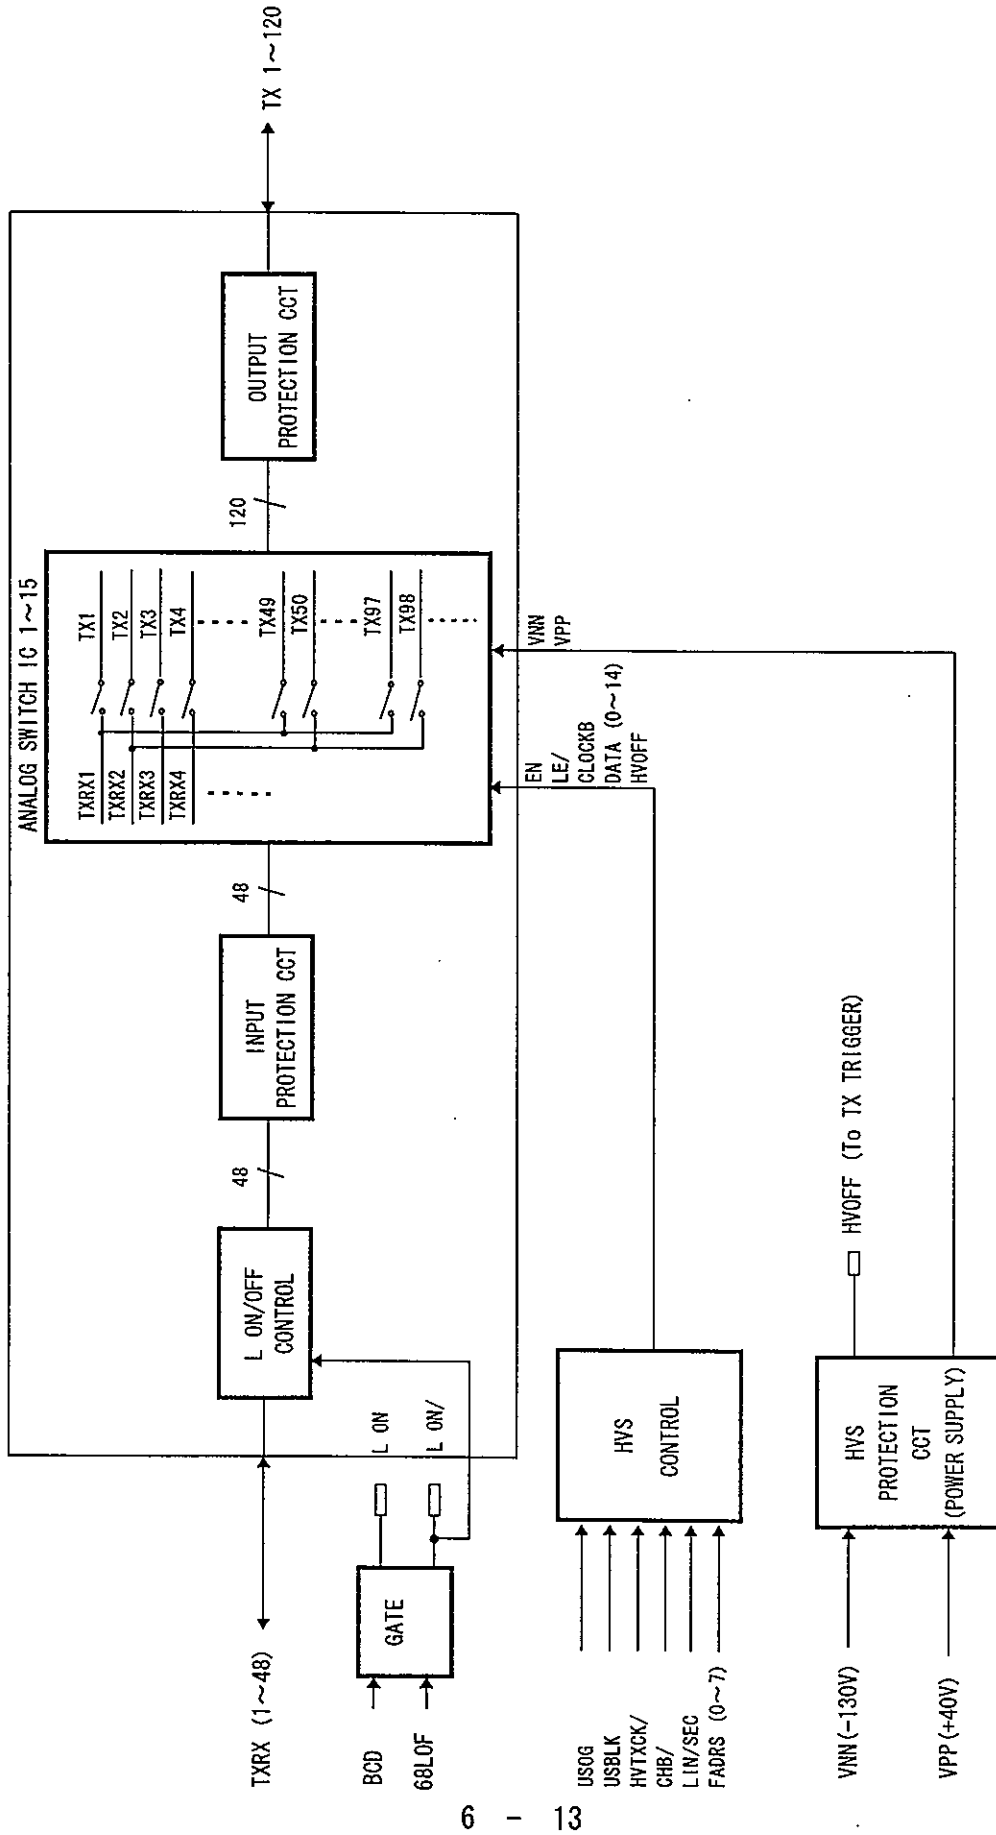 TXRX (1~48)
BCD
68LOF
GATE
L ON
L ON/
L ON/OFF
CONTROL
48
INPUT
PROTECTION CCT
48
ANALOG SWITCH IC 1~15
TXRX1
TXRX2
TXRX3
TXRX4
TX1
TX2
TX3
TX4
TX49
TX50
TX97
TX98
120
OUTPUT
PROTECTION CCT
TX 1~120
USOG
USBLK
HVTXCK/
CHB/
LIN/SEC
FADRS (0~7)
HVS
CONTROL
EN
LE/
CLOCKB
DATA (0~14)
HVOFF
VNN
VPP
VNN(-130V)
VPP(+40V)
HVS
PROTECTION
CCT
(POWER SUPPLY)
HVOFF (To TX TRIGGER)
6 - 13